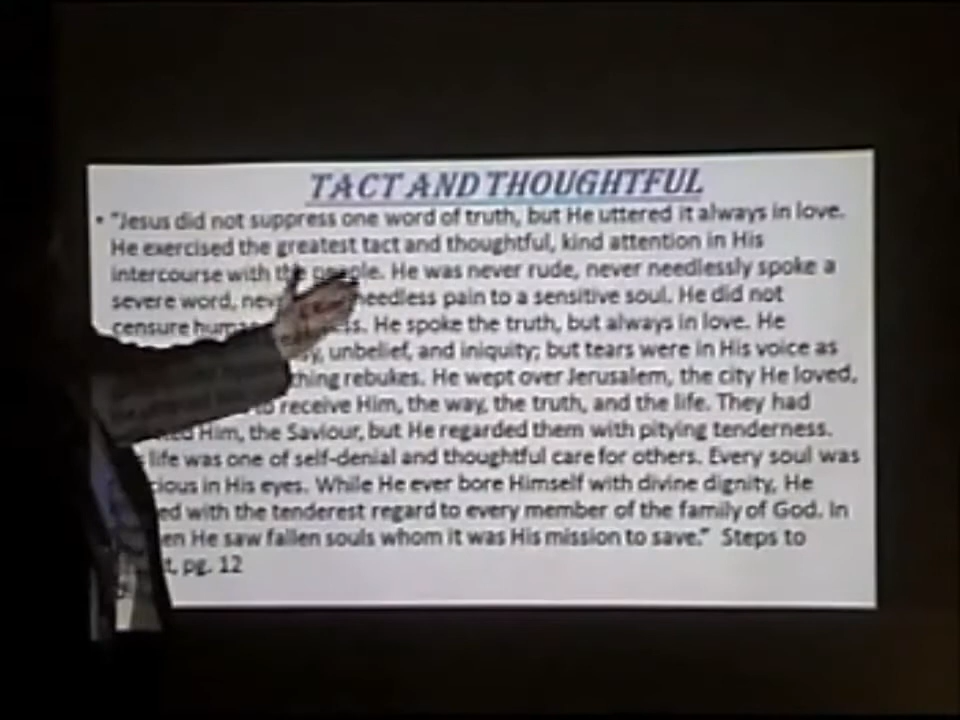 TACT AND THOUGHTFUL
• "Jesus did not suppress one word of truth, but He uttered it always in love.
He exercised the greatest tact and thoughtful, kind attention in His
intercourse with the people. He was never rude, never needlessly spoke a
severe word, needless pain to a sensitive soul. He did not
censure He spoke the truth, but always in love. He
unbelief, and iniquity; but tears were in His voice as
rebukes. He wept over Jerusalem, the city He loved,
to receive Him, the way, the truth, and the life. They had
Him, the Saviour, but He regarded them with pitying tenderness.
life was one of self-denial and thoughtful care for others. Every soul was
in His eyes. While He ever bore Himself with divine dignity, He
with the tenderest regard to every member of the family of God. In
He saw fallen souls whom it was His mission to save." Steps to
pg. 12